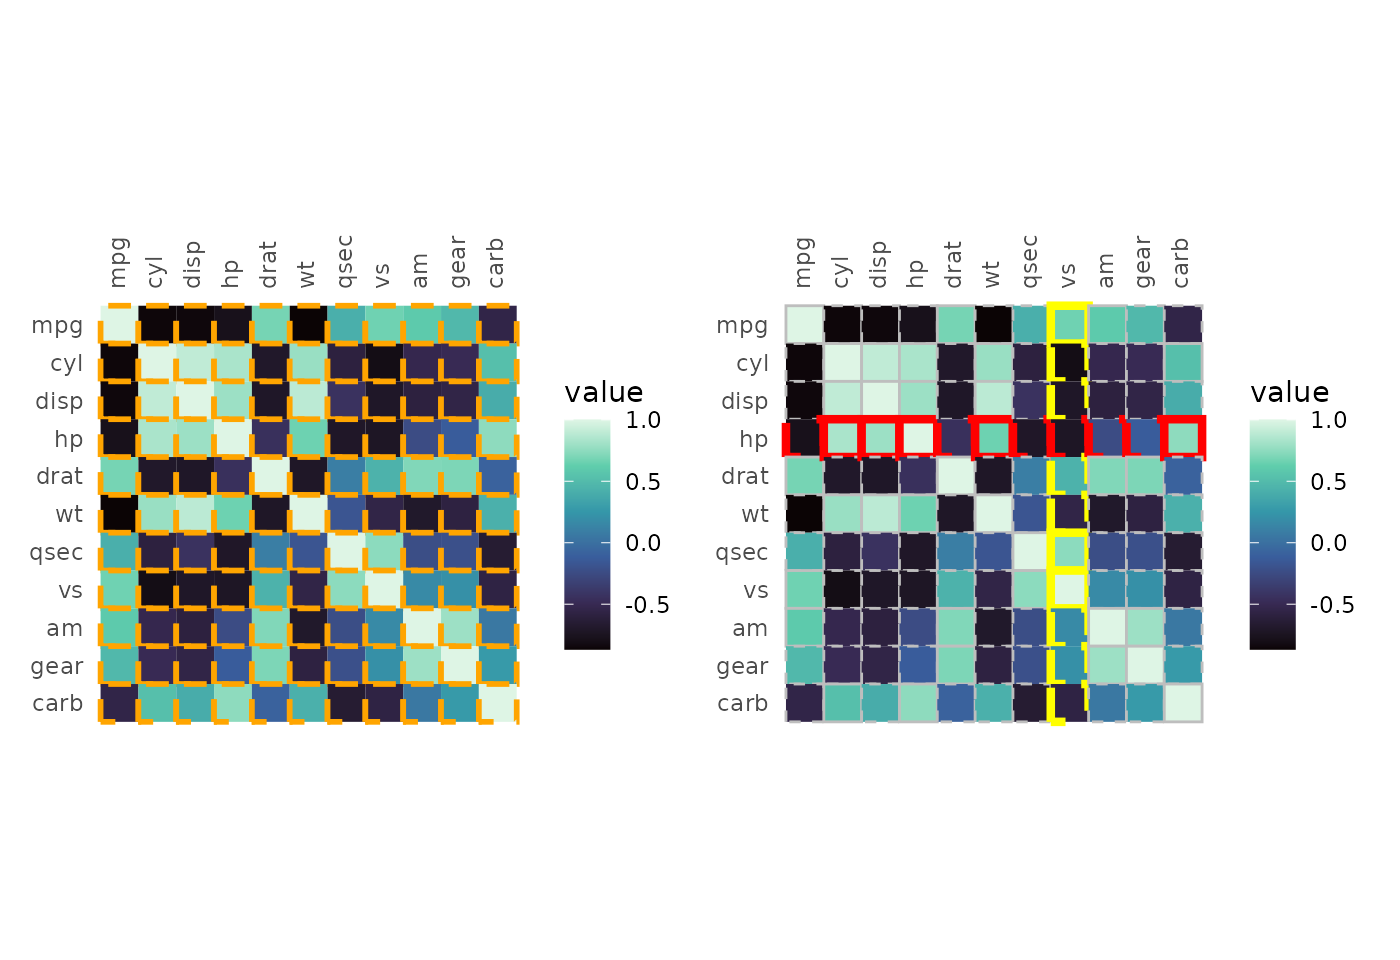 mpg cyl disp hp drat wt qsec vs am gear carb
mpg
cyl
disp
hp
drat
wt
qsec
vs
am
gear
carb
value
1.0
0.5
0.0
-0.5
mpg cyl disp hp drat wt qsec vs am gear carb
mpg
cyl
disp
hp
drat
wt
qsec
vs
am
gear
carb
value
1.0
0.5
0.0
-0.5